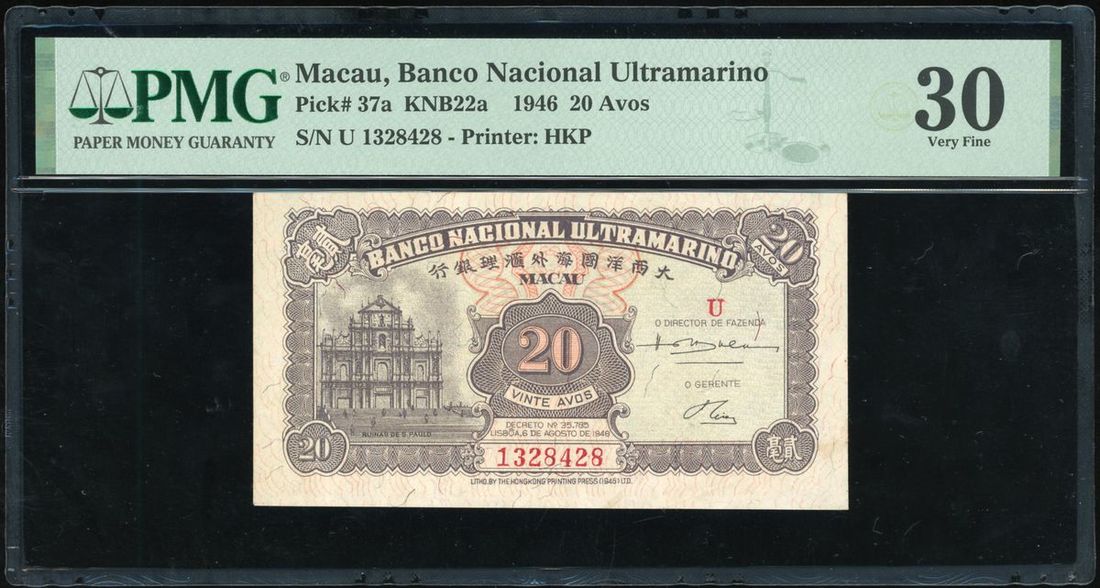 PMG®
PAPER MONEY GUARANTY
Macau, Banco Nacional Ultramarino
Pick# 37a KNB22a 1946 20 Avos
S/N U 1328428 - Printer: HKP
30
Very Fine
20
AVOS
BANCO NACIONAL ULTRAMARINO
行銀理滙外海國洋西大
MACAU
U
O DIRECTOR DE FAZENDA
20
O GERENTE
VINTE AVOS
DECRETO Nº 35,785
LISBOA, 6 DE AGOSTO DE 1946
RUINAS DE S. PAULO
20
1328428
毫貳
LITHO. BY THE HONGKONG PRINTING PRESS (1945) LTD.